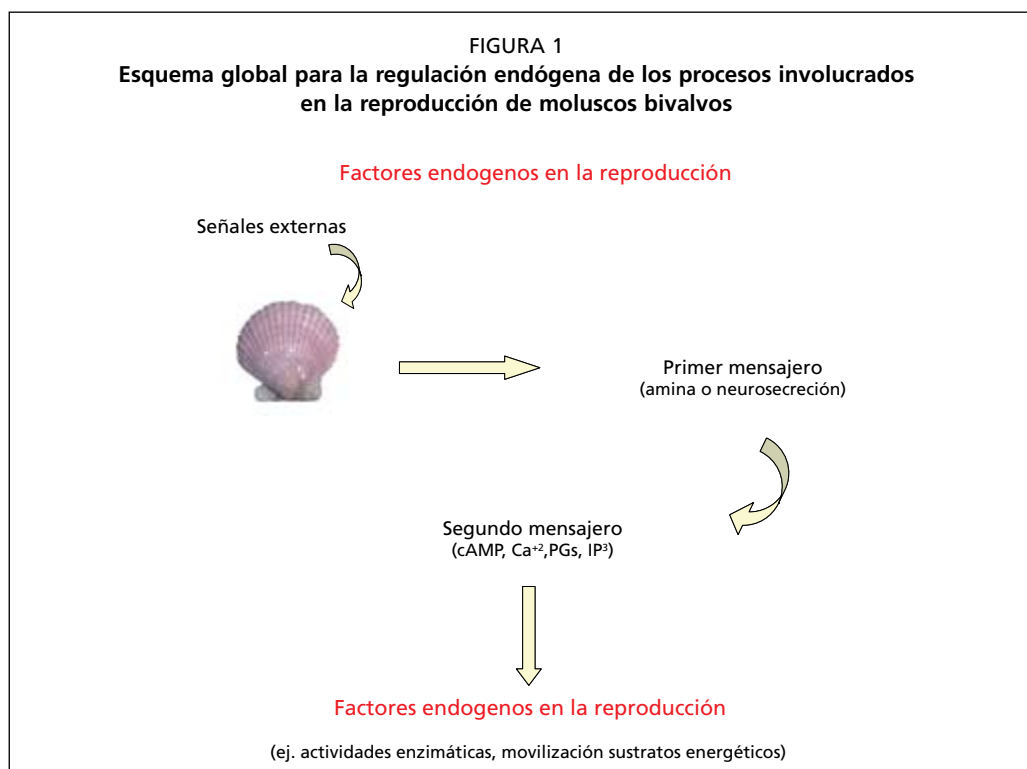 FIGURA 1
Esquema global para la regulación endógena de los procesos involucrados
en la reproducción de moluscos bivalvos
Factores endogenos en la reproducción
Señales externas
Primer mensajero
(amina o neurosecreción)
Segundo mensajero
(cAMP, Ca⁺²,PGs, IP³)
Factores endogenos en la reproducción
(ej. actividades enzimáticas, movilización sustratos energéticos)